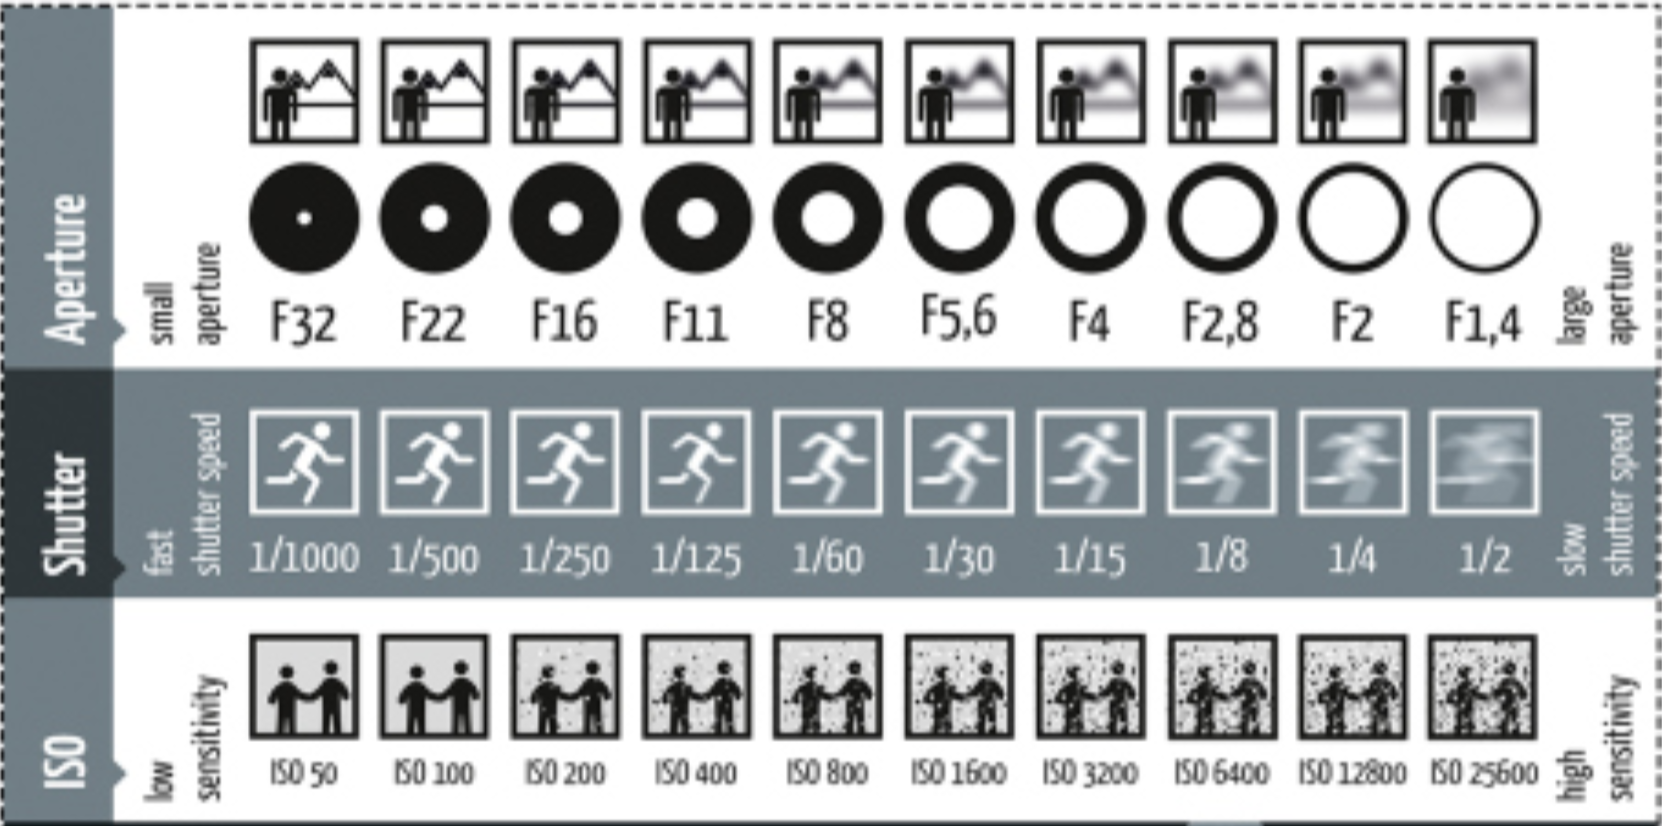 Aperture
small
aperture
F32 F22 F16 F11 F8 F5,6 F4 F2,8 F2 F1,4
large
aperture
Shutter
fast
shutter speed
1/1000 1/500 1/250 1/125 1/60 1/30 1/15 1/8 1/4 1/2
slow
shutter speed
ISO
low
sensitivity
ISO 50 ISO 100 ISO 200 ISO 400 ISO 800 ISO 1600 ISO 3200 ISO 6400 ISO 12800 ISO 25600
high
sensitivity